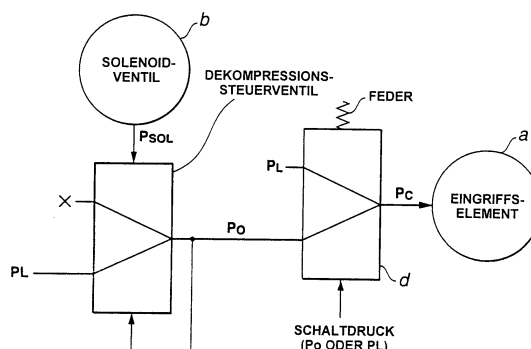 b
SOLENOID-
VENTIL
DEKOMPRESSIONS-
STEUERVENTIL
PSOL
FEDER
a
PL
PC
EINGRIFFS-
ELEMENT
PO
PL
d
SCHALTDRUCK
(Po ODER PL)